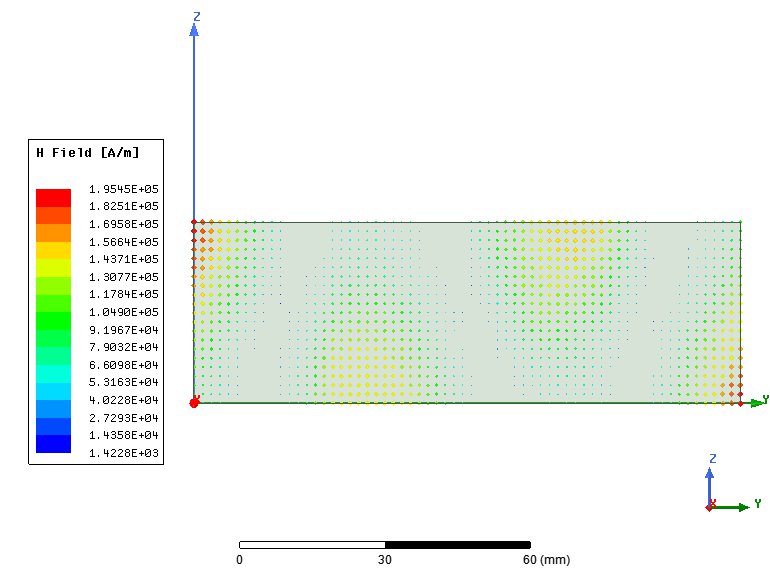 Z
H Field [A/m]
1.9545E+05
1.8251E+05
1.6958E+05
1.5664E+05
1.4371E+05
1.3077E+05
1.1784E+05
1.0490E+05
9.1967E+04
7.9032E+04
6.6098E+04
5.3163E+04
4.0228E+04
2.7293E+04
1.4358E+04
1.4228E+03
X
Y
Z
X
Y
0 30 60 (mm)